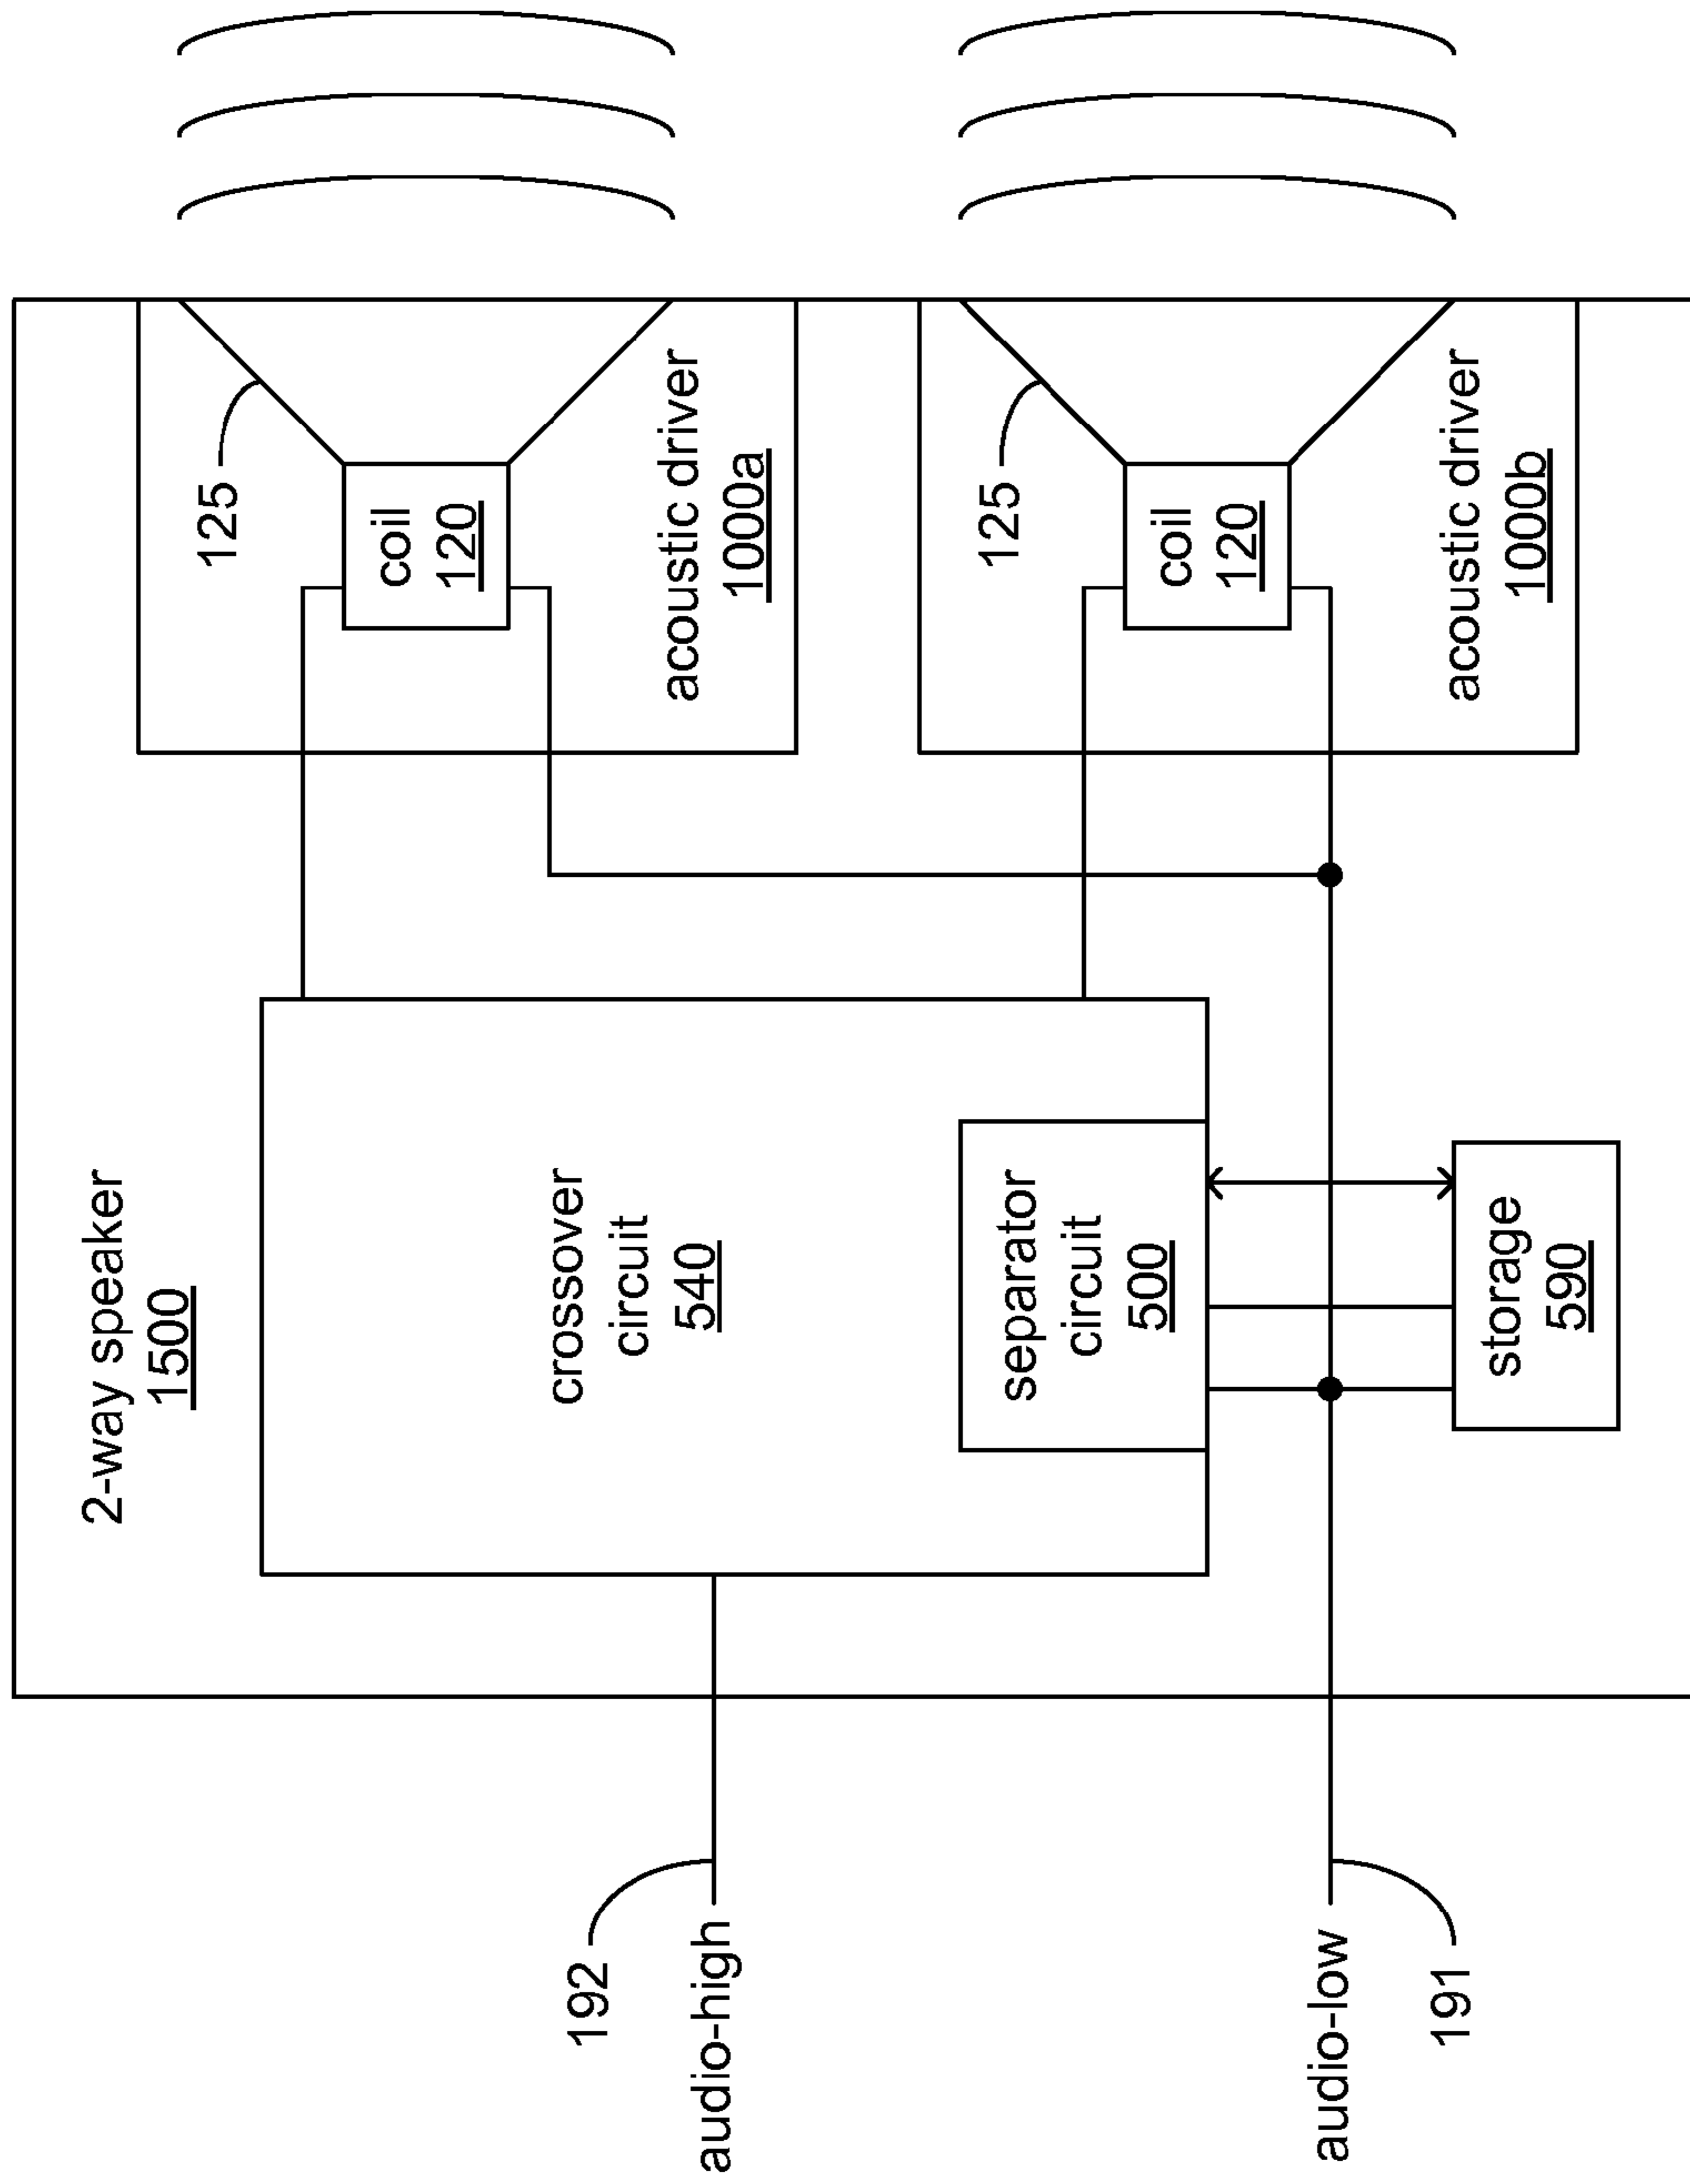 2-way speaker
1500
125
coil
120
acoustic driver
1000a
crossover
circuit
540
192
audio-high
separator
circuit
500
125
coil
120
acoustic driver
1000b
audio-low
191
storage
590